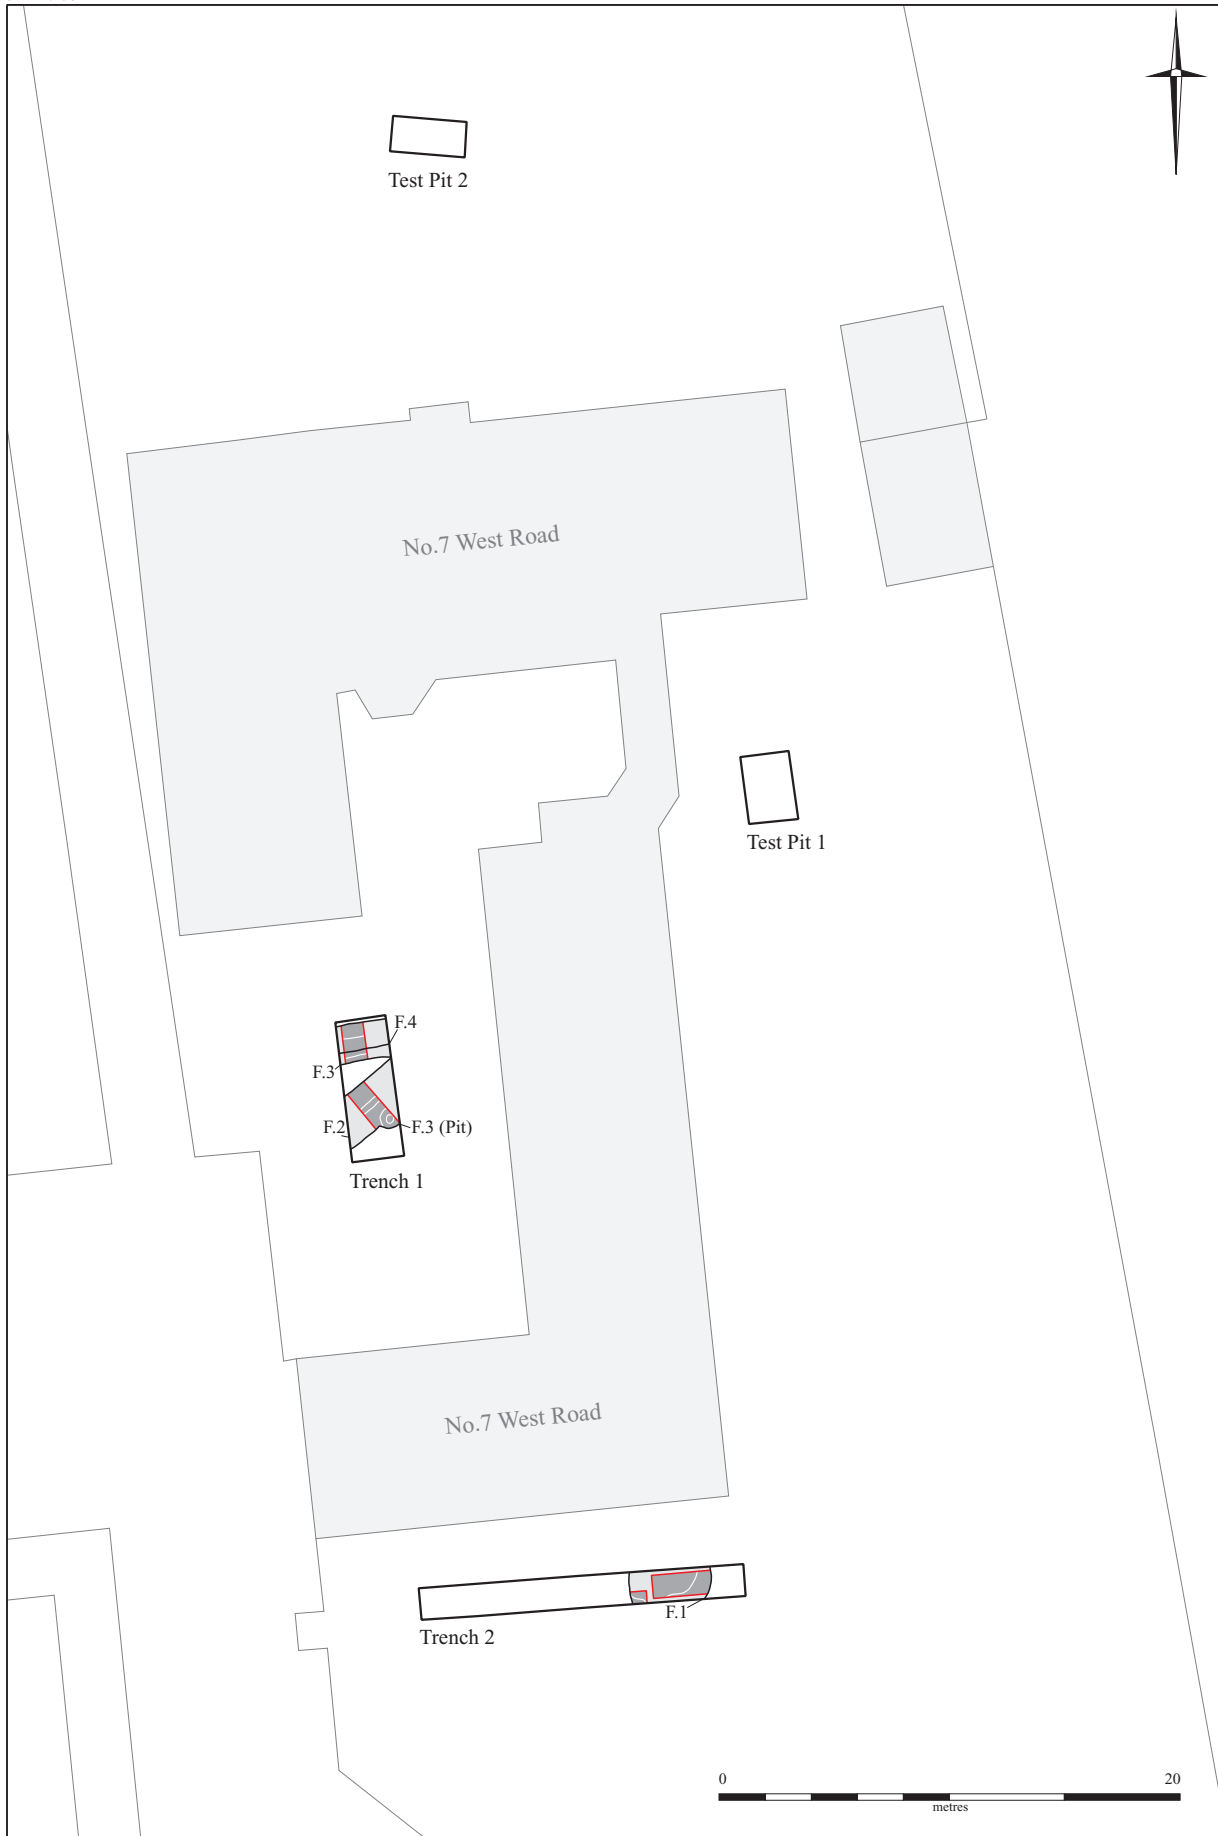 Test Pit 2
No.7 West Road
Test Pit 1
F.4
F.3
F.2
F.3 (Pit)
Trench 1
No.7 West Road
F.1
Trench 2
0
20
metres